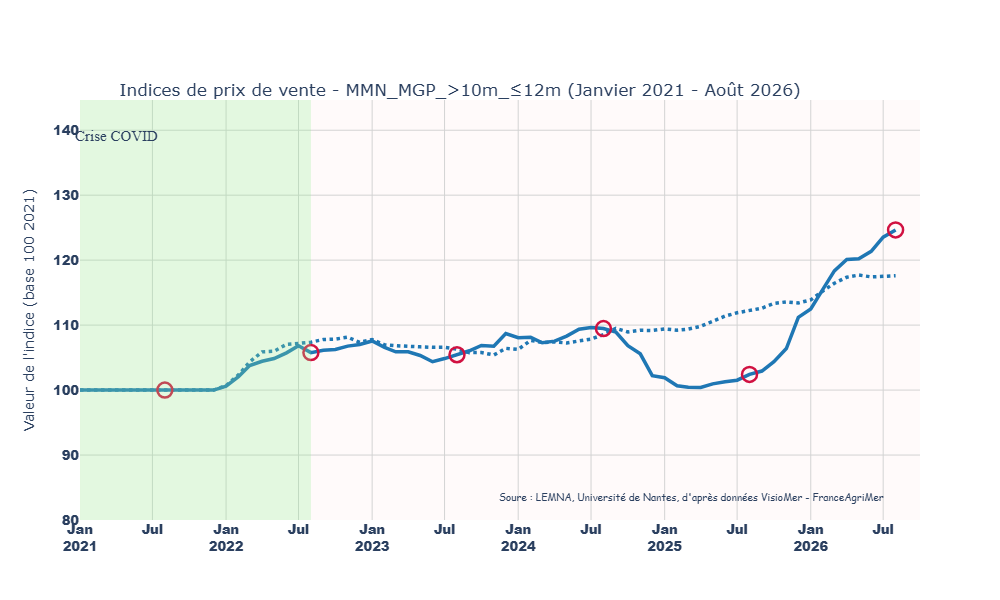 Indices de prix de vente - MMN_MGP_>10m_≤12m (Janvier 2021 - Août 2026)
Valeur de l'indice (base 100 2021)
140
Crise COVID
130
120
110
100
90
80
Soure : LEMNA, Université de Nantes, d'après données VisioMer - FranceAgriMer
Jan Jul Jan Jul Jan Jul Jan Jul Jan Jul Jan Jul
2021 2022 2023 2024 2025 2026